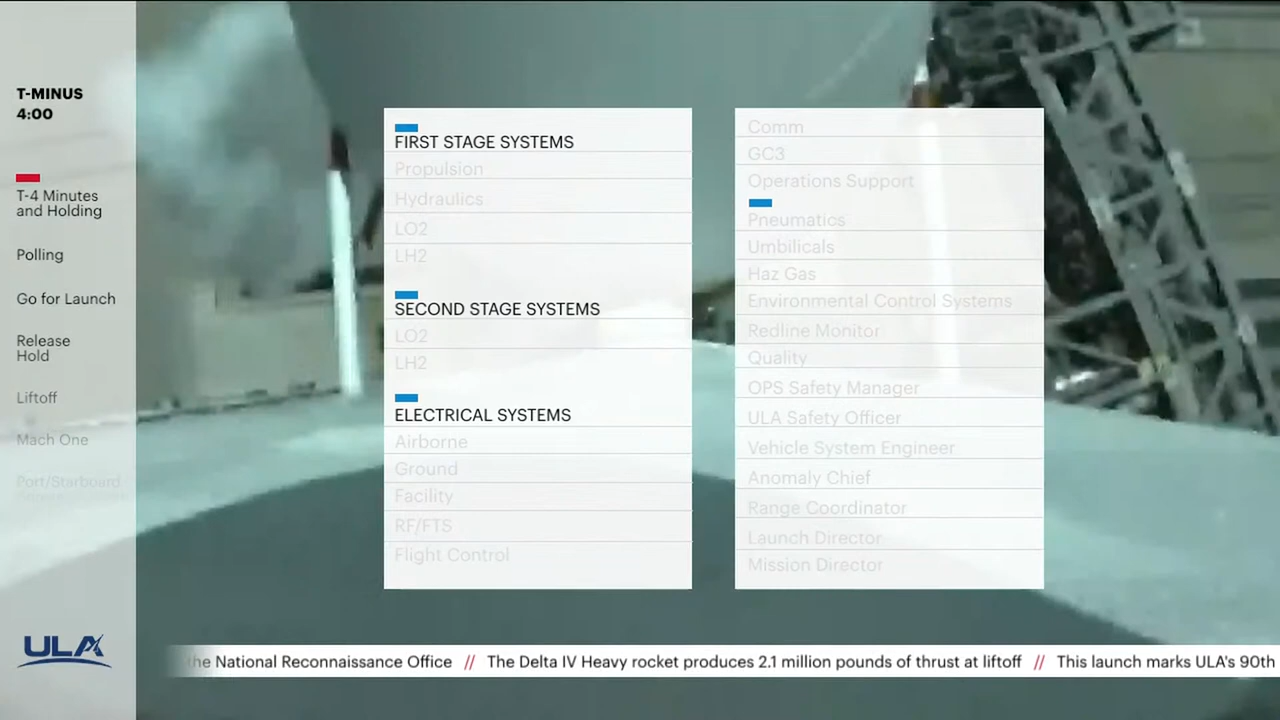 T-MINUS
4:00
T-4 Minutes
and Holding
Polling
Go for Launch
Release
Hold
Liftoff
Mach One
Port/Starboard
ULA
FIRST STAGE SYSTEMS
Propulsion
Hydraulics
LO2
LH2
SECOND STAGE SYSTEMS
LO2
LH2
ELECTRICAL SYSTEMS
Airborne
Ground
Facility
RF/FTS
Flight Control
Comm
GC3
Operations Support
Pneumatics
Umbilicals
Haz Gas
Environmental Control Systems
Redline Monitor
Quality
OPS Safety Manager
ULA Safety Officer
Vehicle System Engineer
Anomaly Chief
Range Coordinator
Launch Director
Mission Director
the National Reconnaissance Office // The Delta IV Heavy rocket produces 2.1 million pounds of thrust at liftoff // This launch marks ULA's 90th